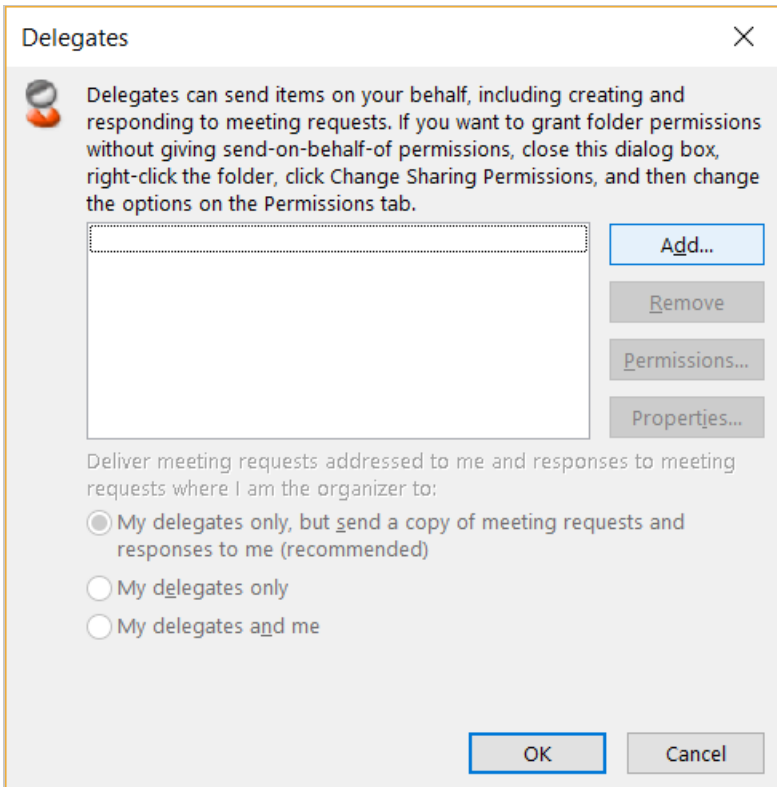 Delegates
Delegates can send items on your behalf, including creating and
responding to meeting requests. If you want to grant folder permissions
without giving send-on-behalf-of permissions, close this dialog box,
right-click the folder, click Change Sharing Permissions, and then change
the options on the Permissions tab.
Add...
Remove
Permissions...
Properties...
Deliver meeting requests addressed to me and responses to meeting
requests where I am the organizer to:
My delegates only, but send a copy of meeting requests and
responses to me (recommended)
My delegates only
My delegates and me
OK
Cancel